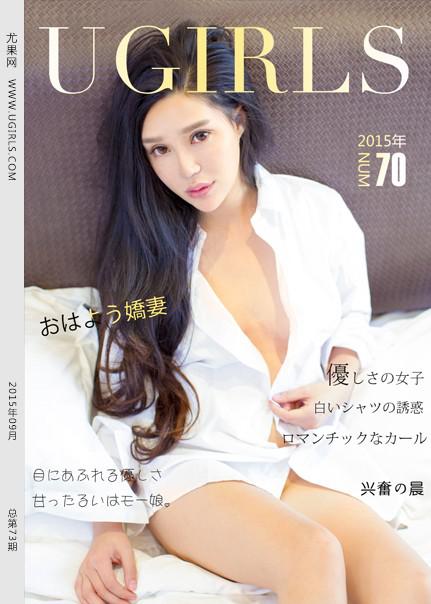 尤果网 WWW.UGIRLS.COM
2015年09月
总第73期
UGIRLS
2015年
NUM 70
おはよう嬌妻
優しさの女子
白いシャツの誘惑
ロマンチックなカール
目にあふれる優しさ
甘ったるいはモー娘。
兴奮の晨